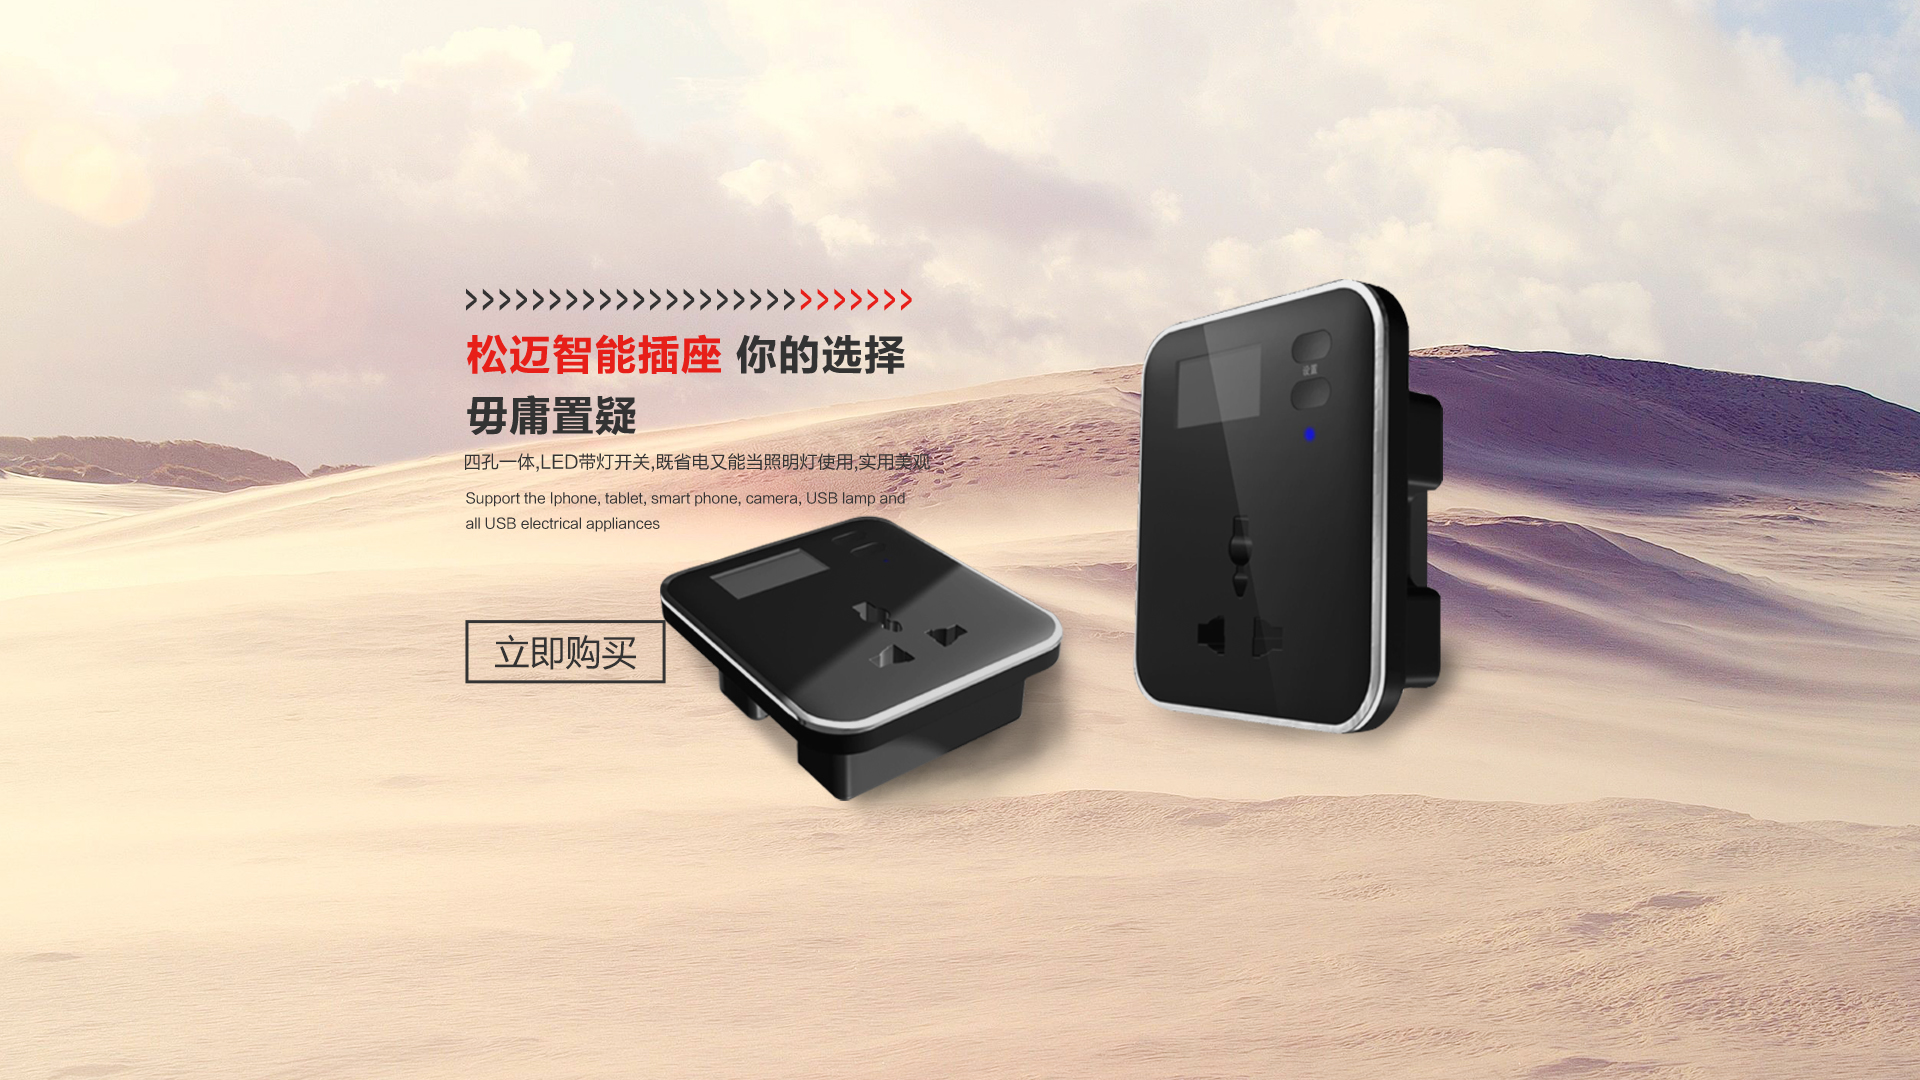 松迈智能插座 你的选择
毋庸置疑
四孔一体,LED带灯开关,既省电又能当照明灯使用,实用美观
Support the Iphone, tablet, smart phone, camera, USB lamp and
all USB electrical appliances
立即购买
设置